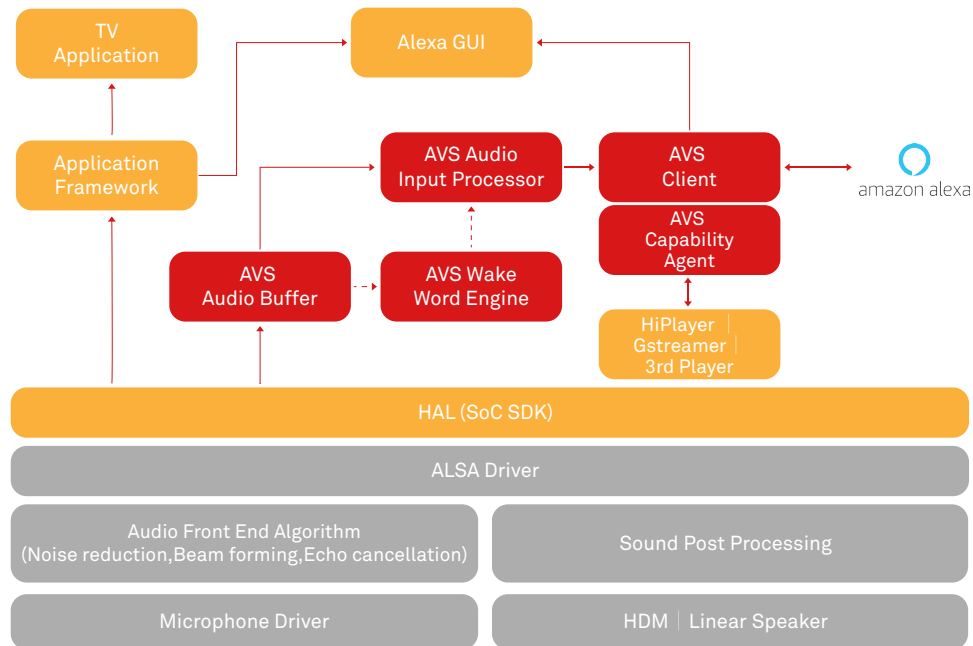 TV
Application
Alexa GUI
Application
Framework
AVS Audio
Input Processor
AVS
Client
amazon alexa
AVS
Capability
Agent
AVS
Audio Buffer
AVS Wake
Word Engine
HiPlayer |
Gstreamer |
3rd Player
HAL (SoC SDK)
ALSA Driver
Audio Front End Algorithm
(Noise reduction,Beam forming,Echo cancellation)
Sound Post Processing
Microphone Driver
HDM | Linear Speaker